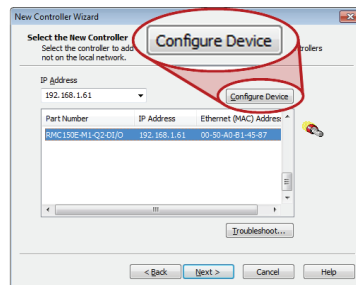 New Controller Wizard
Select the New Controller
Select the controller to add
trollers
not on the local network.
Configure Device
IP Address
192.168.1.61
Configure Device
Part Number IP Address Ethernet (MAC) Address
RMC150E-M1-Q2-DI/O 192.168.1.61 00-50-A0-B1-45-87
Troubleshoot...
< Back Next > Cancel Help